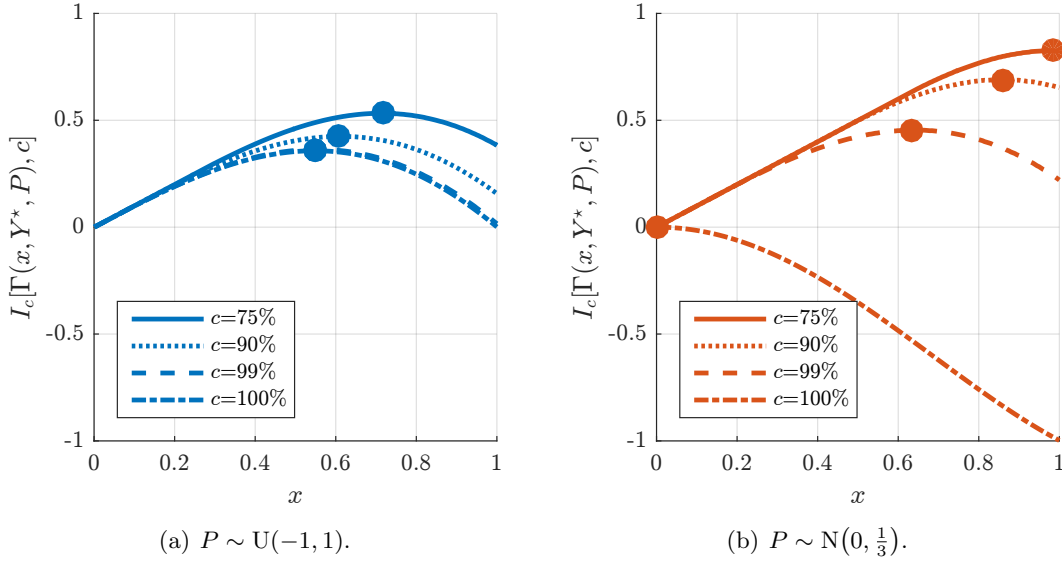 1
0.5
0
-0.5
-1
I_c[Γ(x, Y^⋆, P), c]
c=75%
c=90%
c=99%
c=100%
0 0.2 0.4 0.6 0.8 1
x
(a) P ∼ U(−1, 1).
1
0.5
0
-0.5
-1
I_c[Γ(x, Y^⋆, P), c]
c=75%
c=90%
c=99%
c=100%
0 0.2 0.4 0.6 0.8 1
x
(b) P ∼ N(0, 1/3).